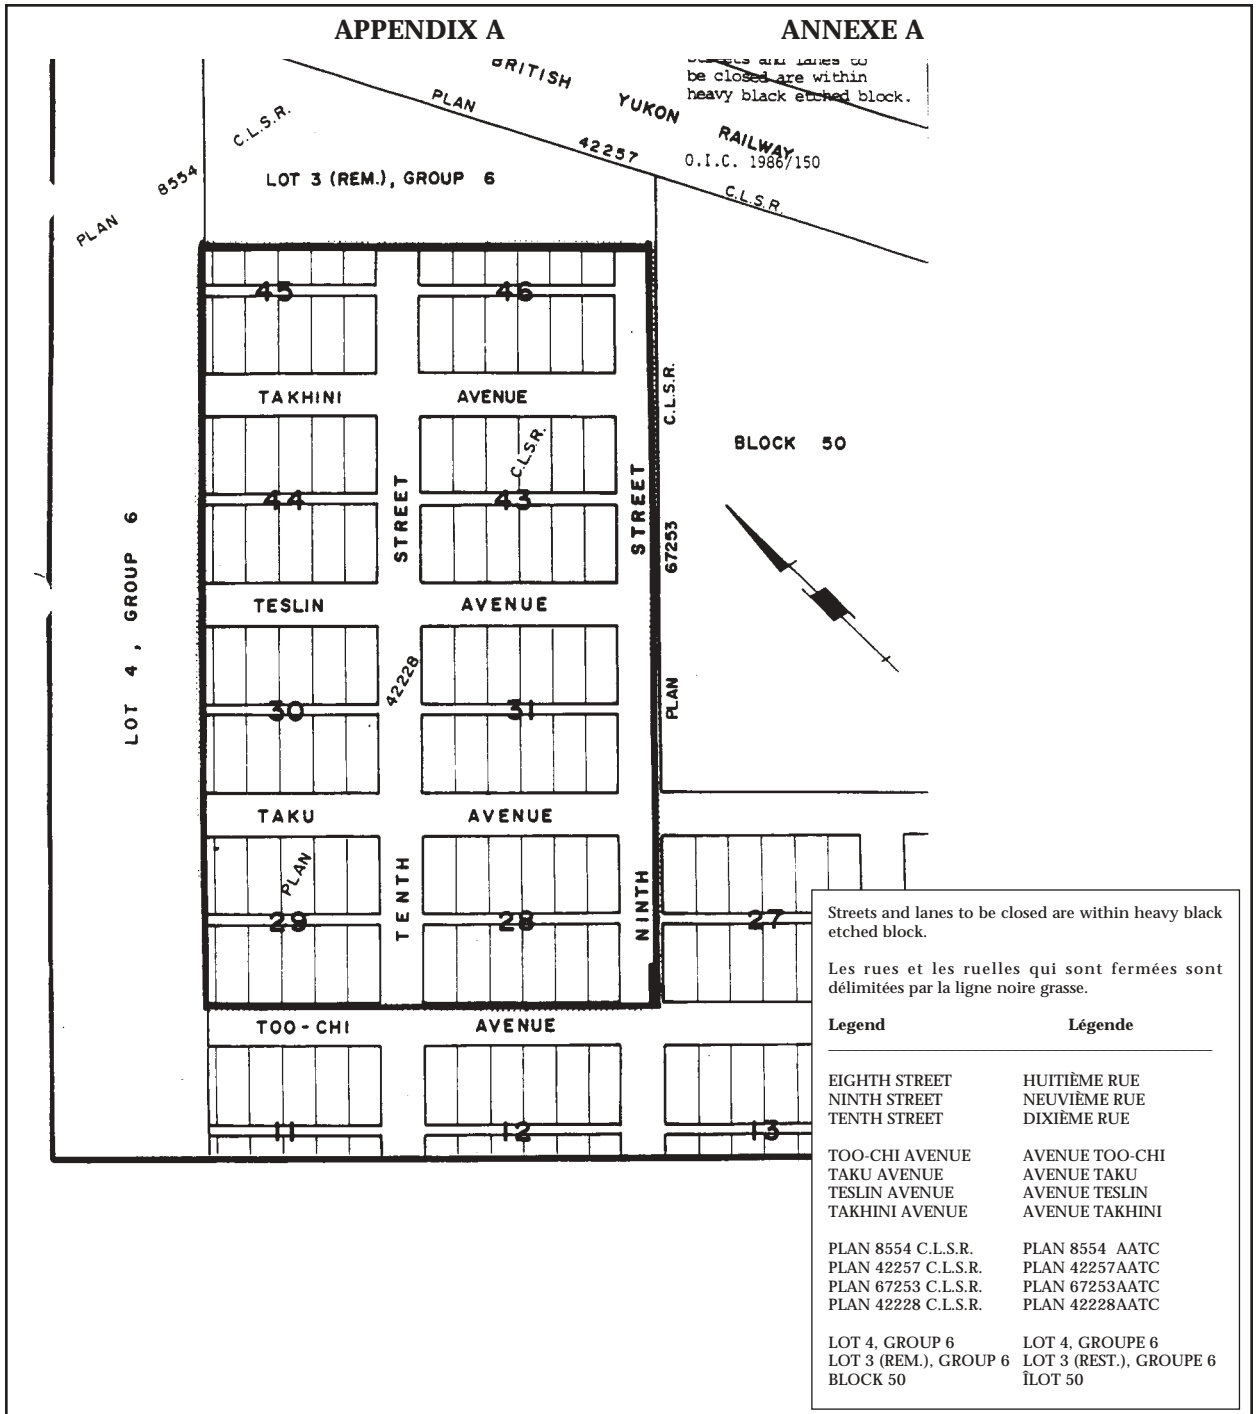 APPENDIX A
ANNEXE A
BRITISH YUKON RAILWAY
Streets and lanes to
be closed are within
heavy black etched block.
O.I.C. 1986/150
PLAN 42257 C.L.S.R.
PLAN 8554 C.L.S.R.
LOT 3 (REM.), GROUP 6
45
46
TAKHINI AVENUE
C.L.S.R.
BLOCK 50
44
43
STREET
STREET
67253
LOT 4, GROUP 6
TESLIN AVENUE
42228
30
31
PLAN
TAKU AVENUE
PLAN
TENTH
NINTH
29
28
27
C.L.S.R.
TOO-CHI AVENUE
11
12
13
Streets and lanes to be closed are within heavy black
etched block.
Les rues et les ruelles qui sont fermées sont
délimitées par la ligne noire grasse.
Legend Légende
EIGHTH STREET HUITIÈME RUE
NINTH STREET NEUVIÈME RUE
TENTH STREET DIXIÈME RUE
TOO-CHI AVENUE AVENUE TOO-CHI
TAKU AVENUE AVENUE TAKU
TESLIN AVENUE AVENUE TESLIN
TAKHINI AVENUE AVENUE TAKHINI
PLAN 8554 C.L.S.R. PLAN 8554 AATC
PLAN 42257 C.L.S.R. PLAN 42257AATC
PLAN 67253 C.L.S.R. PLAN 67253AATC
PLAN 42228 C.L.S.R. PLAN 42228AATC
LOT 4, GROUP 6 LOT 4, GROUPE 6
LOT 3 (REM.), GROUP 6 LOT 3 (REST.), GROUPE 6
BLOCK 50 ÎLOT 50